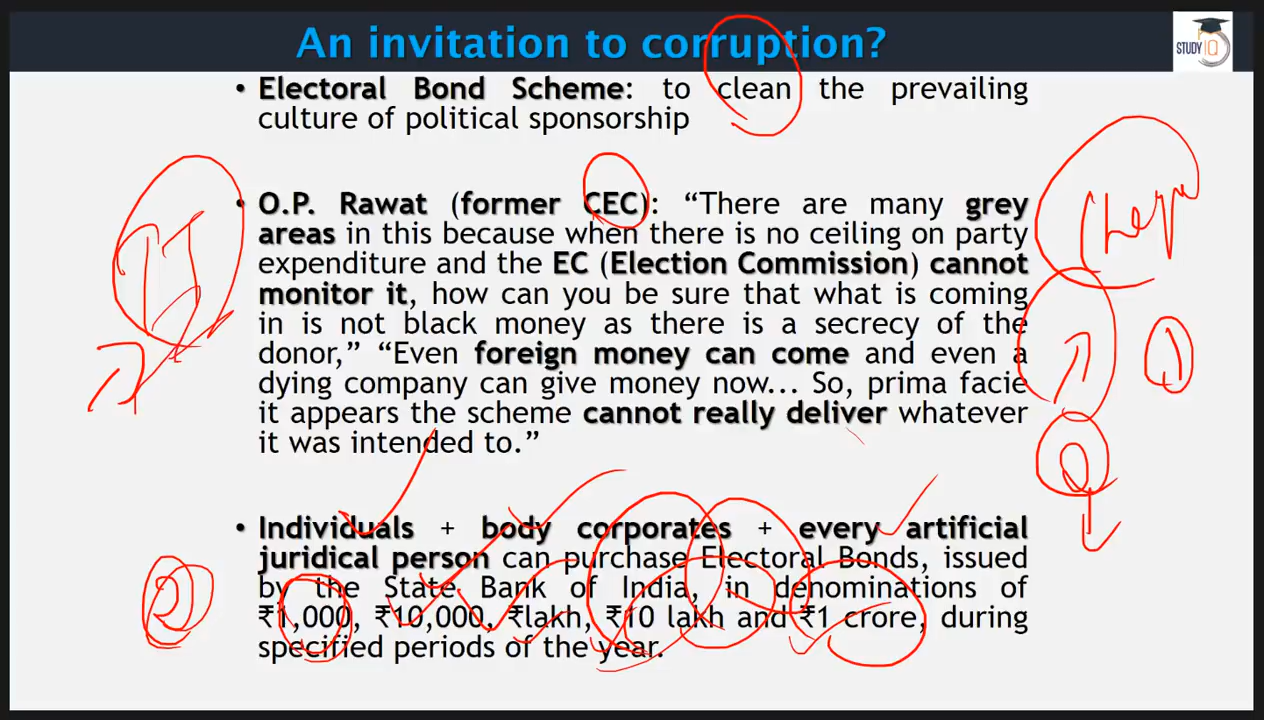 An invitation to corruption?
STUDY IQ
• Electoral Bond Scheme: to clean the prevailing
culture of political sponsorship
• O.P. Rawat (former CEC): “There are many grey
areas in this because when there is no ceiling on party
expenditure and the EC (Election Commission) cannot
monitor it, how can you be sure that what is coming
in is not black money as there is a secrecy of the
donor,” “Even foreign money can come and even a
dying company can give money now... So, prima facie
it appears the scheme cannot really deliver whatever
it was intended to.”
• Individuals + body corporates + every artificial
juridical person can purchase Electoral Bonds, issued
by the State Bank of India, in denominations of
₹1,000, ₹10,000, ₹lakh, ₹10 lakh and ₹1 crore, during
specified periods of the year.